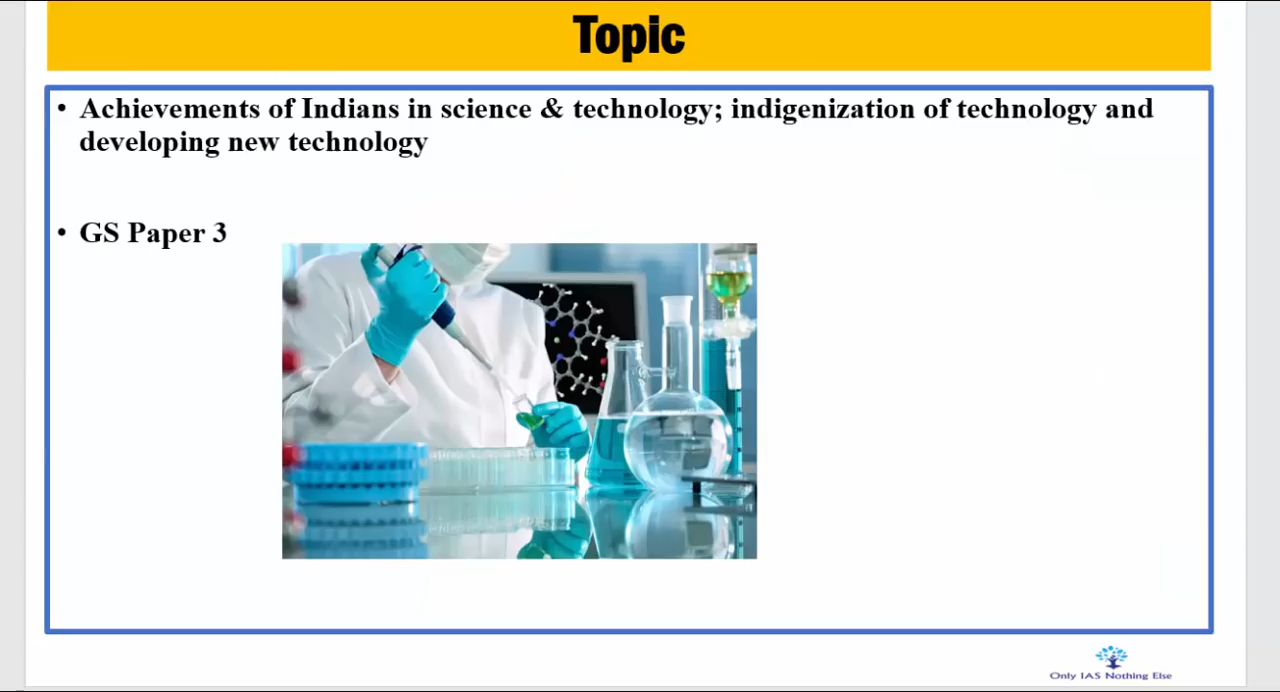 Topic
• Achievements of Indians in science & technology; indigenization of technology and
developing new technology
• GS Paper 3
Only IAS Nothing Else